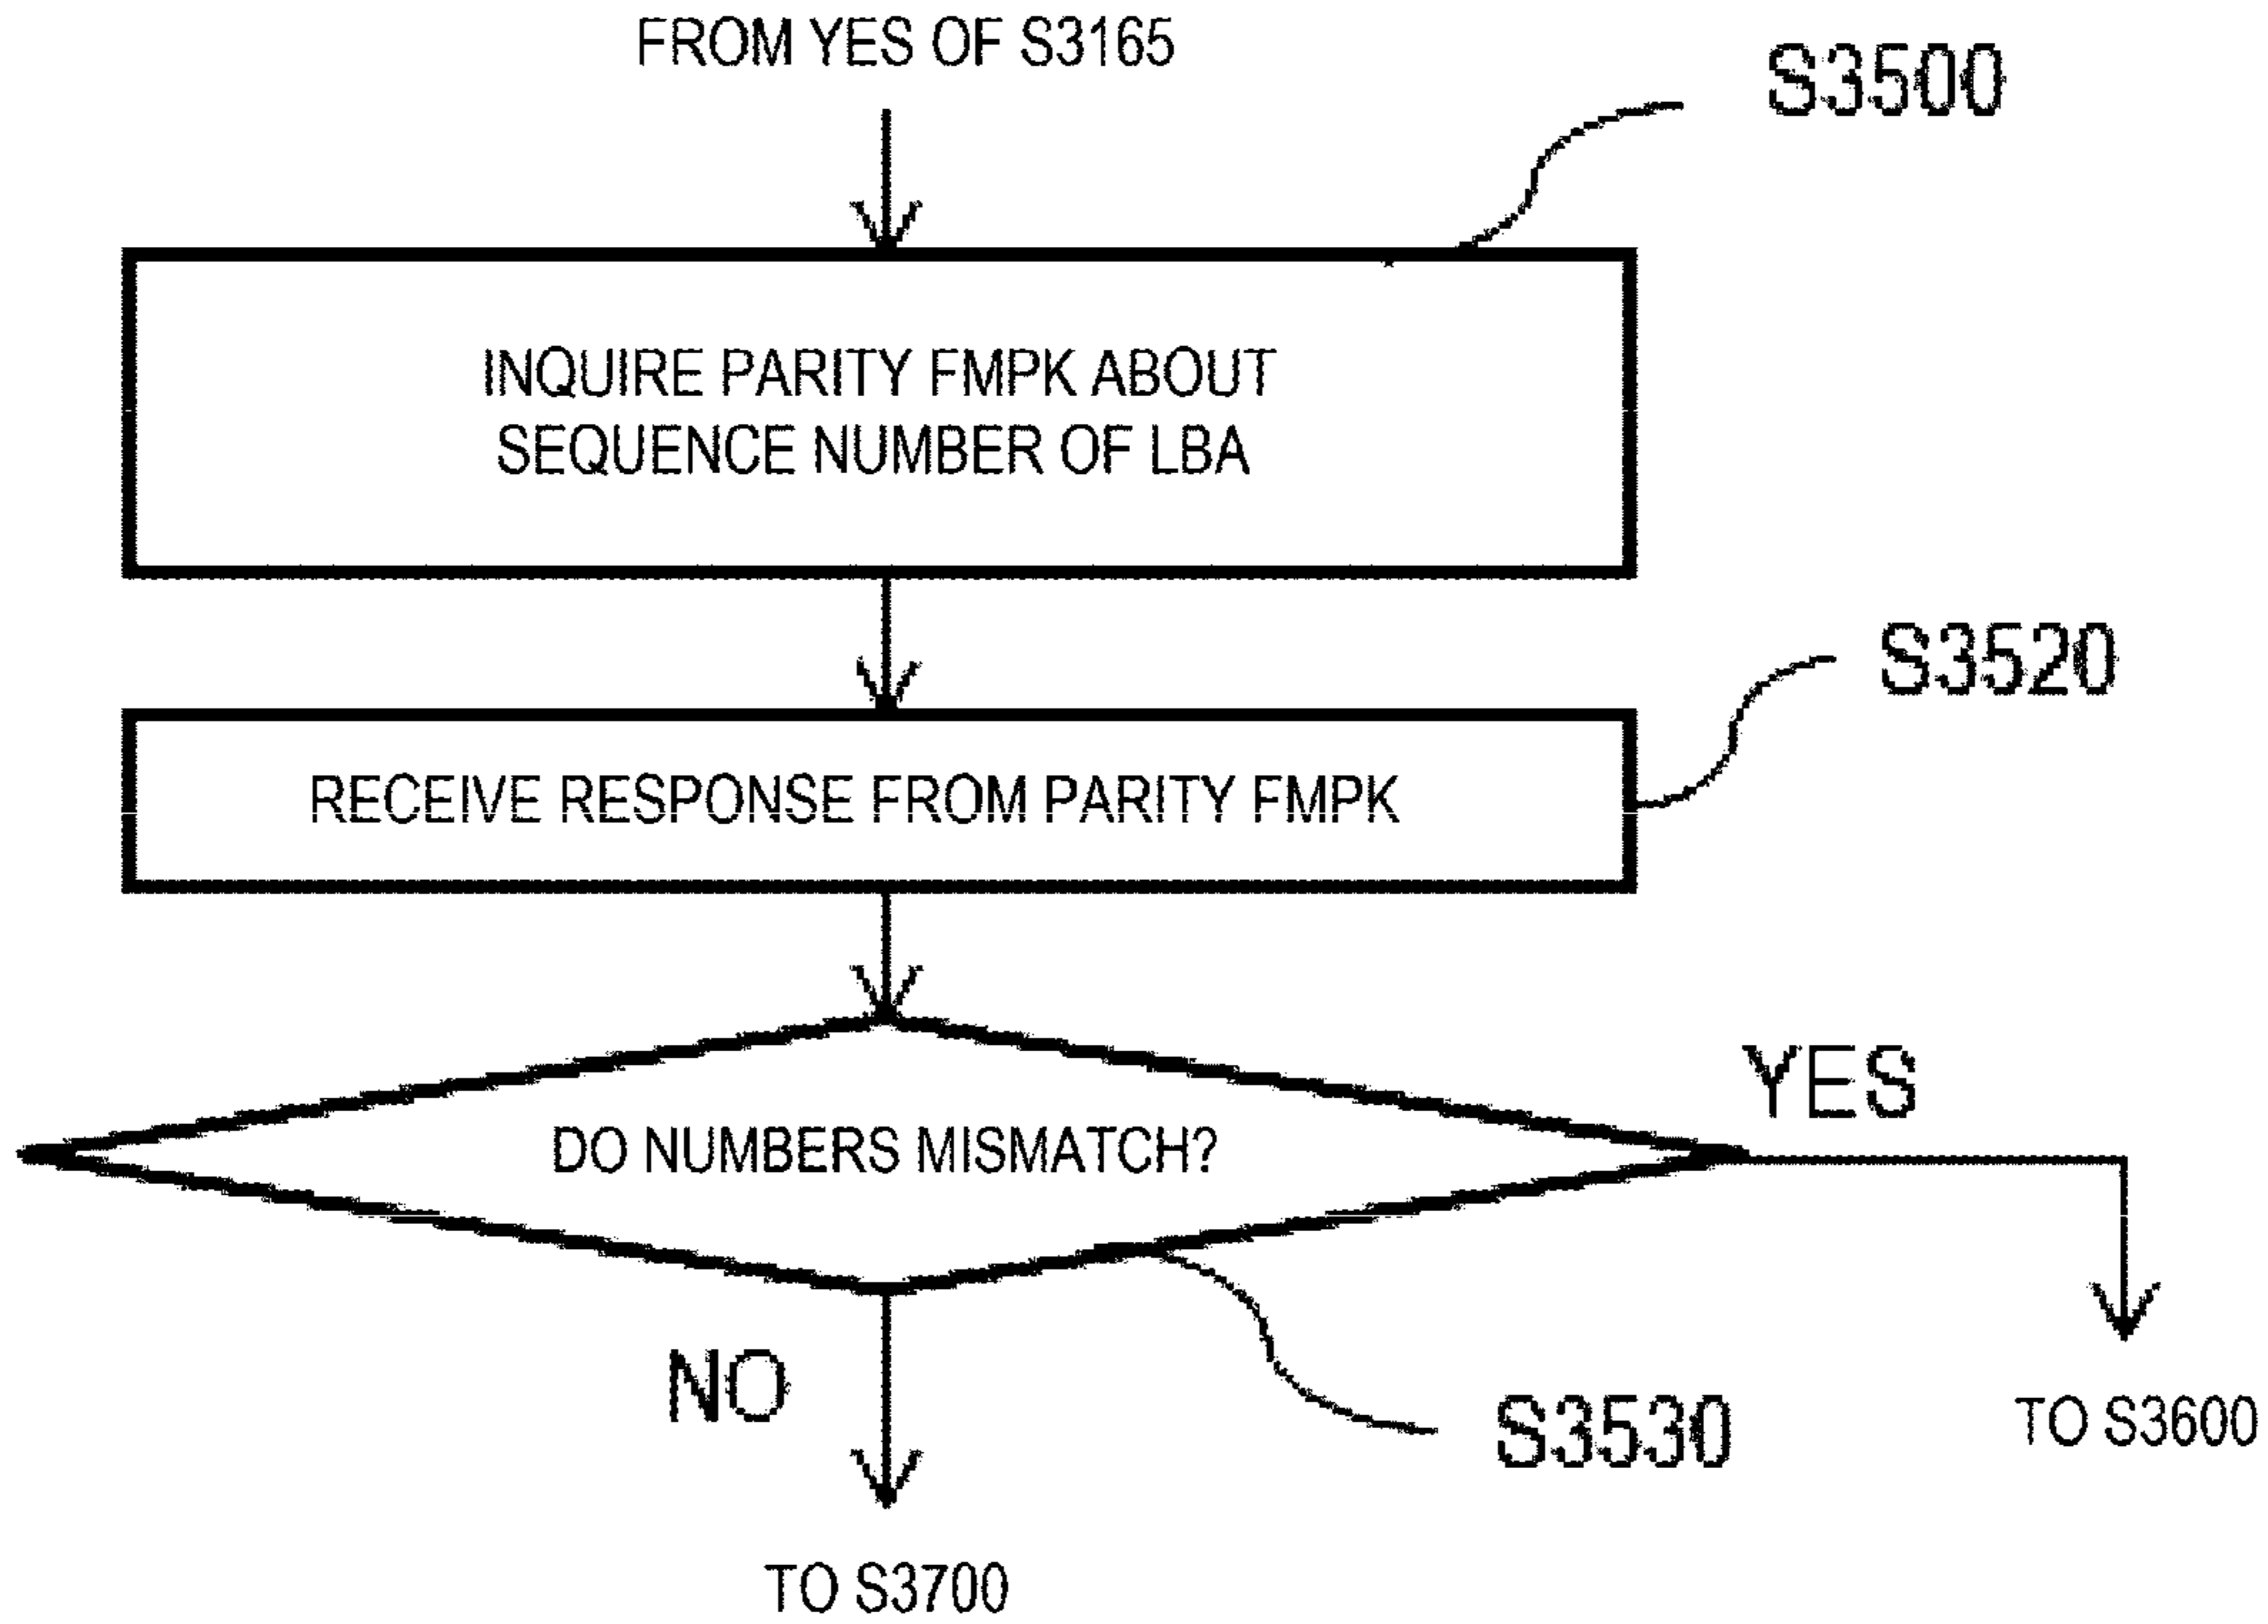 FROM YES OF S3165
S3500
INQUIRE PARITY FMPK ABOUT
SEQUENCE NUMBER OF LBA
S3520
RECEIVE RESPONSE FROM PARITY FMPK
YES
DO NUMBERS MISMATCH?
NO
S3530
TO S3600
TO S3700